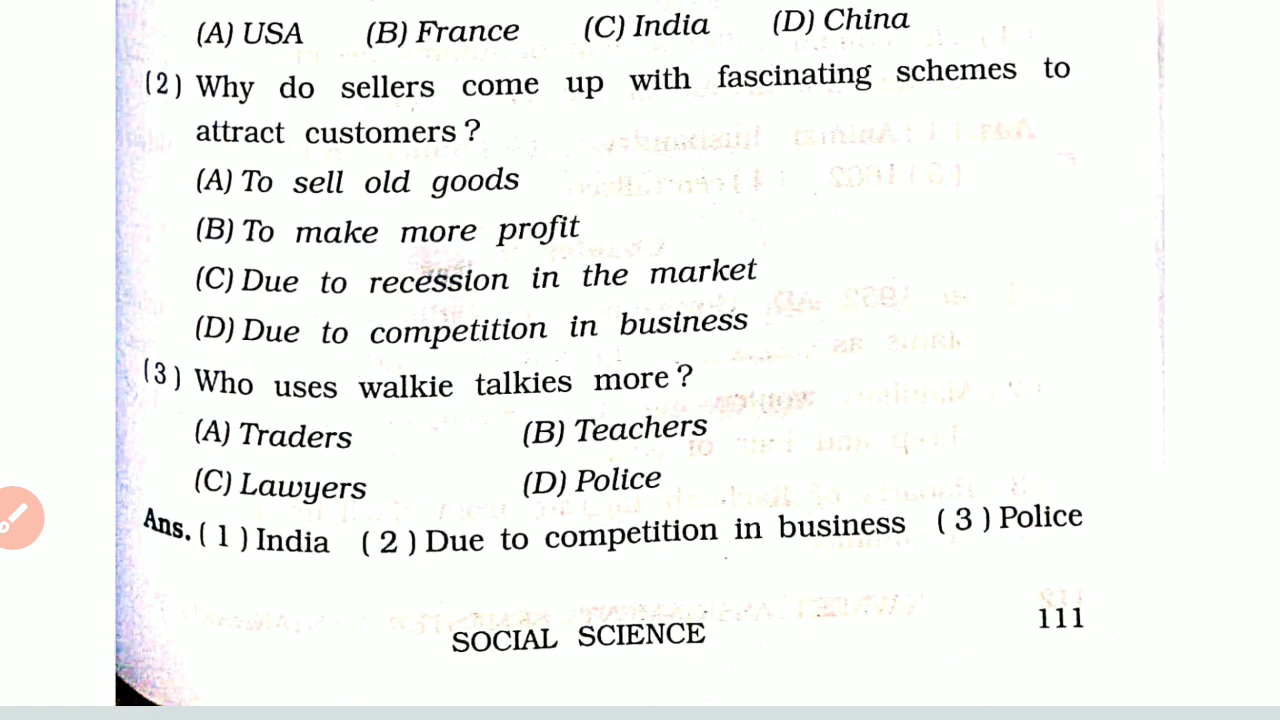 (A) USA (B) France (C) India (D) China
(2) Why do sellers come up with fascinating schemes to
attract customers ?
(A) To sell old goods
(B) To make more profit
(C) Due to recession in the market
(D) Due to competition in business
(3) Who uses walkie talkies more ?
(A) Traders (B) Teachers
(C) Lawyers (D) Police
Ans. ( 1 ) India ( 2 ) Due to competition in business ( 3 ) Police
SOCIAL SCIENCE 111